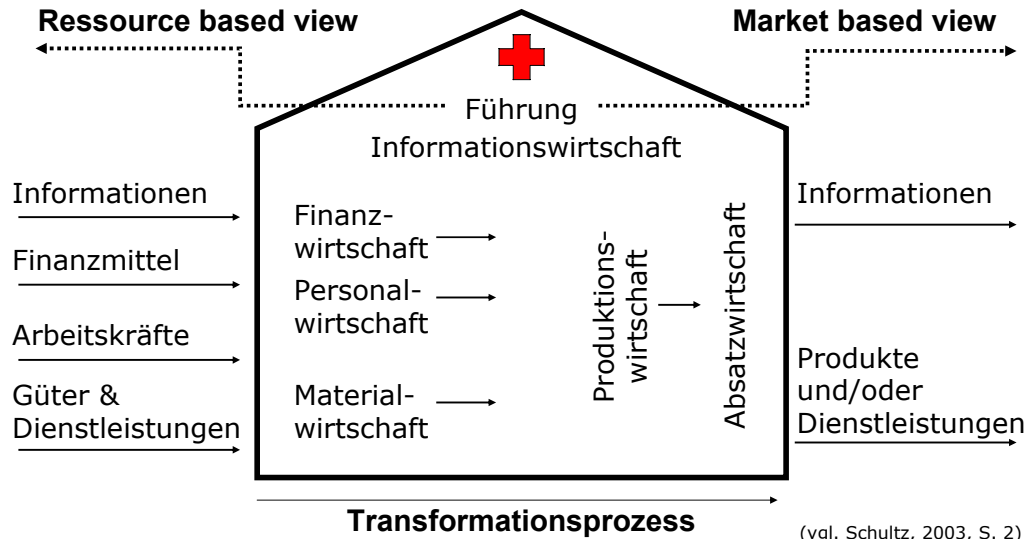 Ressource based view
Market based view
Führung
Informationswirtschaft
Informationen
Finanzmittel
Arbeitskräfte
Güter &
Dienstleistungen
Finanz-
wirtschaft
Personal-
wirtschaft
Material-
wirtschaft
Produktions-
wirtschaft
Absatzwirtschaft
Informationen
Produkte
und/oder
Dienstleistungen
Transformationsprozess
(vgl. Schultz, 2003, S. 2)